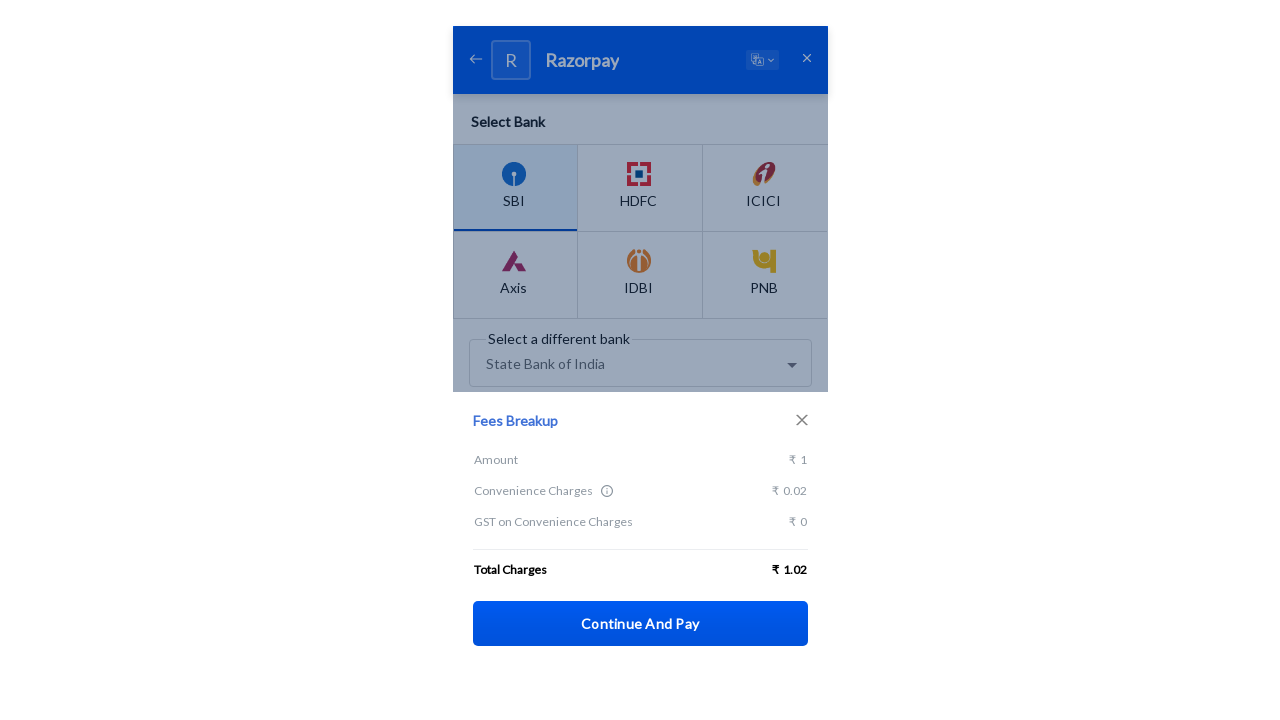 R
Razorpay
Select Bank
SBI
HDFC
ICICI
Axis
IDBI
PNB
Select a different bank
State Bank of India
Fees Breakup
Amount ₹ 1
Convenience Charges ₹ 0.02
GST on Convenience Charges ₹ 0
Total Charges ₹ 1.02
Continue And Pay